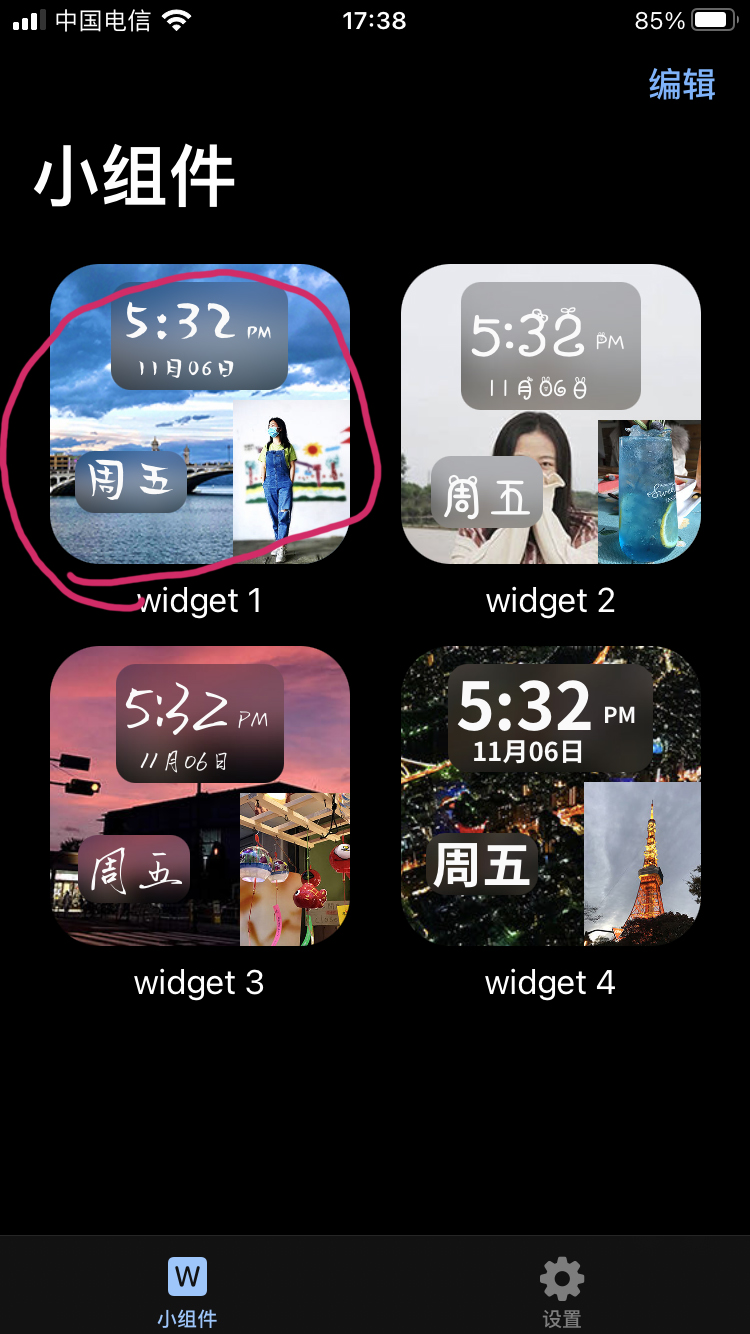 中国电信 17:38 85%
编辑
小组件
5:32 PM
11月06日
周五
widget 1
5:32 PM
11月06日
周五
Sweet
widget 2
5:32 PM
11月06日
周五
widget 3
5:32 PM
11月06日
周五
widget 4
W
小组件
设置